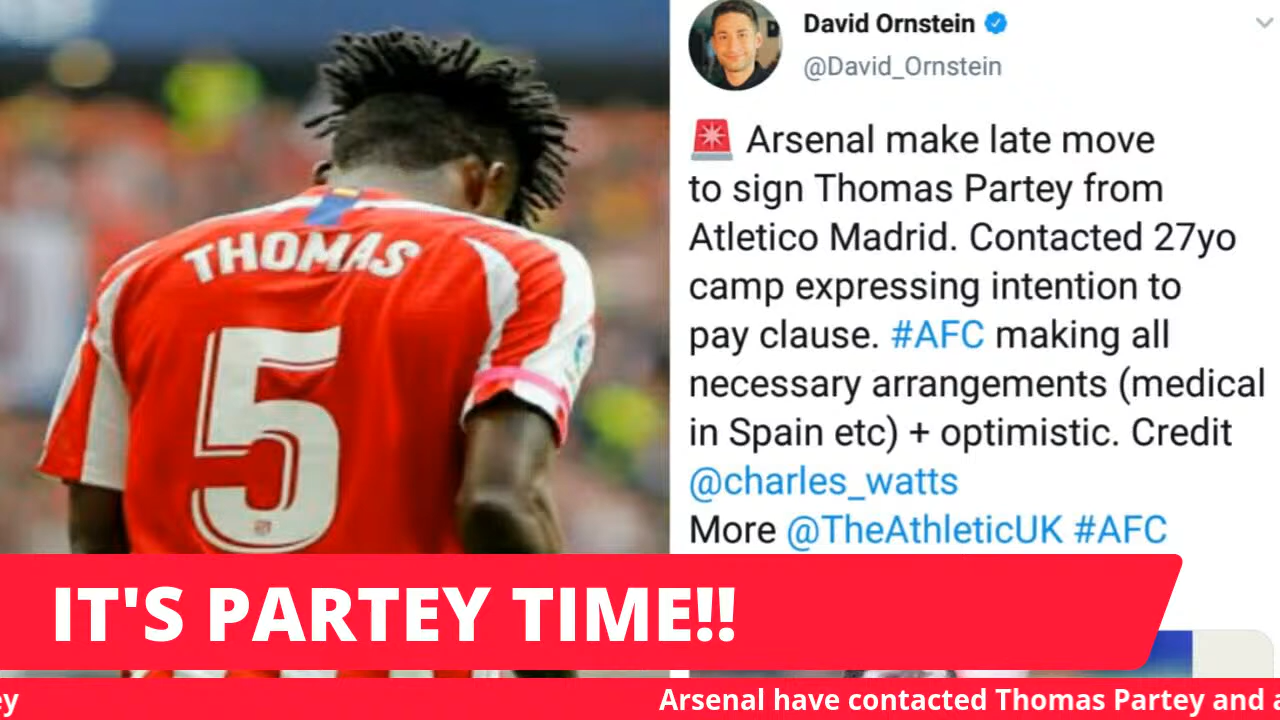 THOMAS
5
David Ornstein
@David_Ornstein
🚨 Arsenal make late move
to sign Thomas Partey from
Atletico Madrid. Contacted 27yo
camp expressing intention to
pay clause. #AFC making all
necessary arrangements (medical
in Spain etc) + optimistic. Credit
@charles_watts
More @TheAthleticUK #AFC
IT'S PARTEY TIME!!
ey
Arsenal have contacted Thomas Partey and a